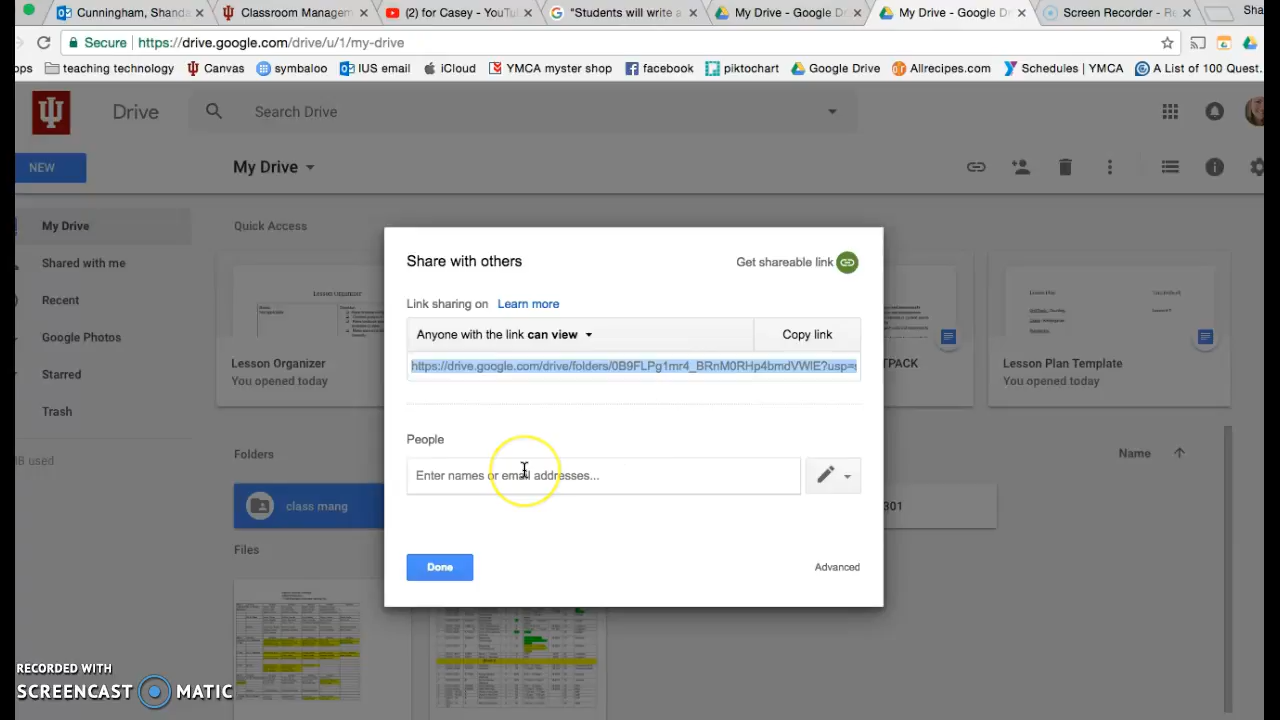 Cunningham, Shanda
Classroom Managem
(2) for Casey - YouTu
"Students will write a
My Drive - Google Dr
My Drive - Google D
Screen Recorder - Re
Secure https://drive.google.com/drive/u/1/my-drive
teaching technology Canvas symbaloo IUS email iCloud YMCA myster shop facebook piktochart Google Drive Allrecipes.com Schedules | YMCA A List of 100 Quest...
Drive Search Drive
NEW My Drive
My Drive
Shared with me
Recent
Google Photos
Starred
Trash
Quick Access
Lesson Organizer
You opened today
Lesson Plan Template
You opened today
Share with others Get shareable link
Link sharing on Learn more
Anyone with the link can view Copy link
https://drive.google.com/drive/folders/0B9FLPg1mr4_BRnM0RHp4bmdVWlE?usp=
People
Enter names or email addresses...
Done Advanced
Folders Name
class mang 301
Files
RECORDED WITH
SCREENCAST MATIC